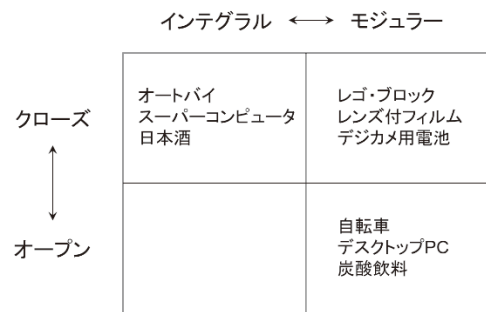 インテグラル ⟷ モジュラー
クローズ
オートバイ
スーパーコンピュータ
日本酒
レゴ・ブロック
レンズ付フィルム
デジカメ用電池
オープン
自転車
デスクトップPC
炭酸飲料